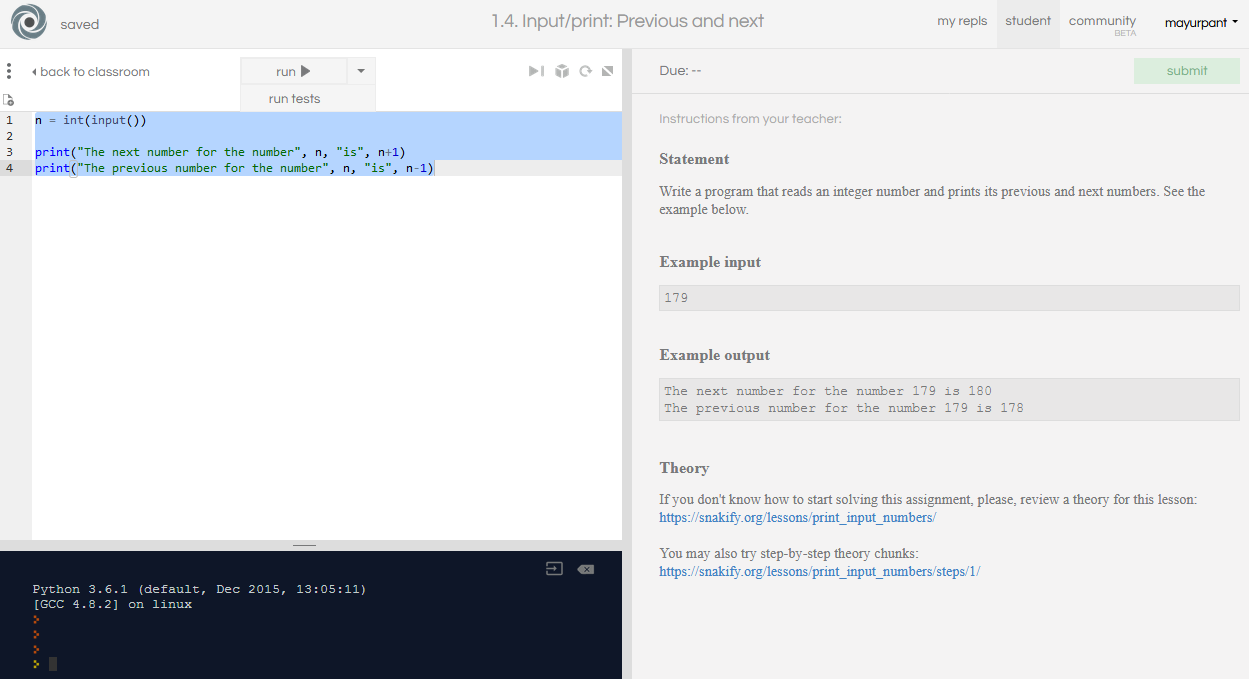 saved
1.4. Input/print: Previous and next
my repls
student
community
BETA
mayurpant
back to classroom
run
run tests
Due: --
submit
1 n = int(input())
2
3 print("The next number for the number", n, "is", n+1)
4 print("The previous number for the number", n, "is", n-1)
Python 3.6.1 (default, Dec 2015, 13:05:11)
[GCC 4.8.2] on linux
Instructions from your teacher:
Statement
Write a program that reads an integer number and prints its previous and next numbers. See the
example below.
Example input
179
Example output
The next number for the number 179 is 180
The previous number for the number 179 is 178
Theory
If you don't know how to start solving this assignment, please, review a theory for this lesson:
https://snakify.org/lessons/print_input_numbers/
You may also try step-by-step theory chunks:
https://snakify.org/lessons/print_input_numbers/steps/1/